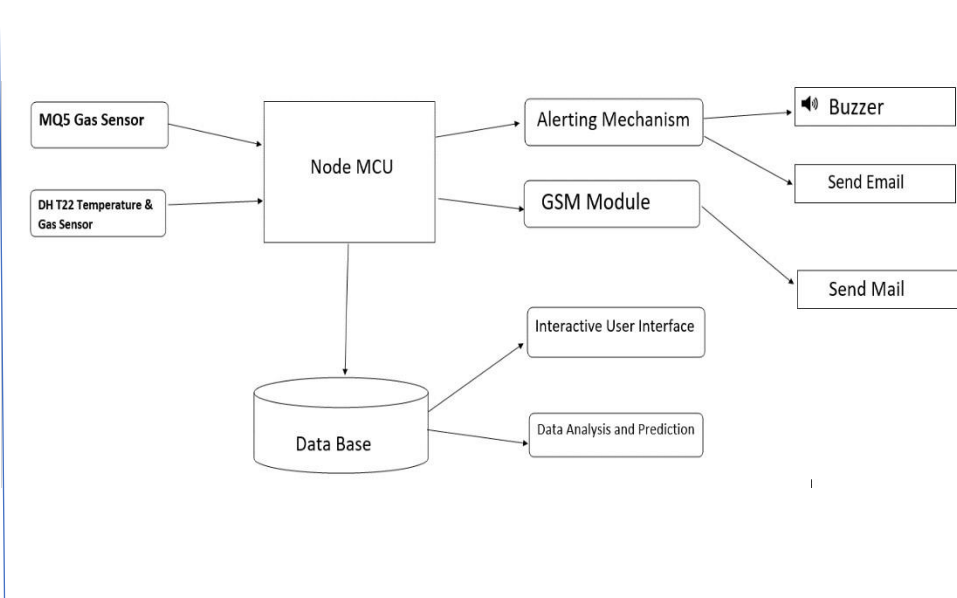 MQ5 Gas Sensor
DH T22 Temperature &
Gas Sensor
Node MCU
Alerting Mechanism
GSM Module
Buzzer
Send Email
Send Mail
Interactive User Interface
Data Base
Data Analysis and Prediction